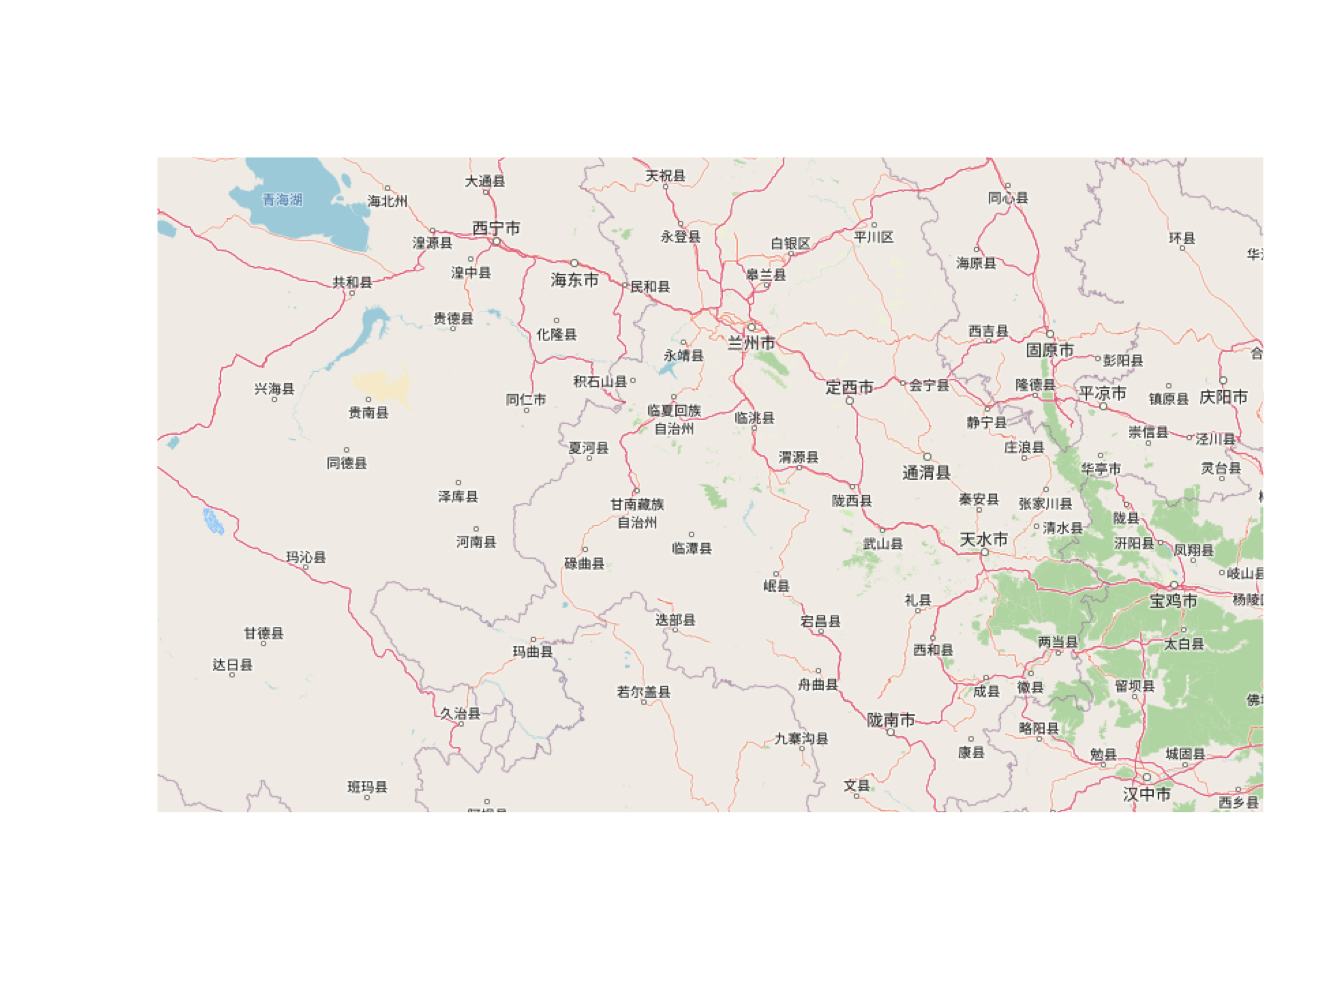 天祝县
大通县
同心县
青海湖
海北州
西宁市
永登县
平川区
环县
湟源县
白银区
海原县
湟中县
皋兰县
海东市
共和县
民和县
贵德县
化隆县
西吉县
兰州市
固原市
永靖县
彭阳县
积石山县
会宁县
隆德县
定西市
兴海县
平凉市
同仁市
镇原县
庆阳市
贵南县
临夏回族
自治州
临洮县
静宁县
崇信县
泾川县
夏河县
庄浪县
渭源县
同德县
华亭市
灵台县
通渭县
泽库县
陇西县
秦安县
张家川县
甘南藏族
自治州
陇县
清水县
河南县
武山县
天水市
汧阳县
临潭县
凤翔县
玛沁县
碌曲县
岐山县
岷县
礼县
宝鸡市
迭部县
宕昌县
甘德县
玛曲县
西和县
两当县
太白县
达日县
舟曲县
若尔盖县
成县
徽县
留坝县
久治县
陇南市
略阳县
九寨沟县
康县
勉县
城固县
班玛县
文县
汉中市
西乡县